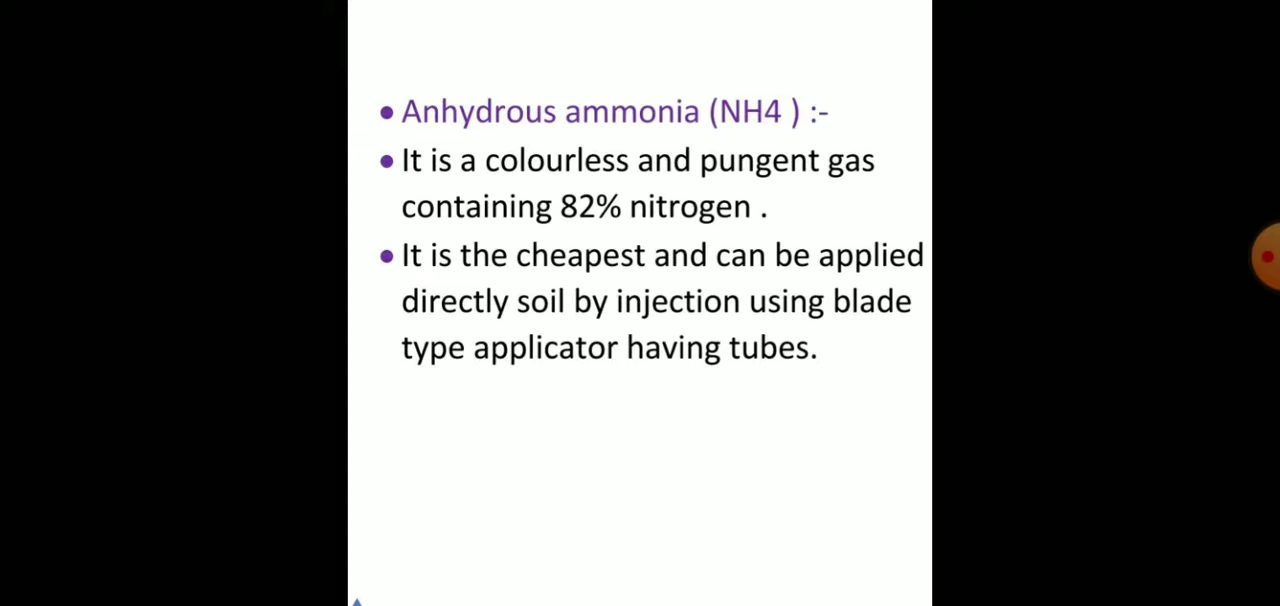 • Anhydrous ammonia (NH4 ) :-
• It is a colourless and pungent gas
containing 82% nitrogen .
• It is the cheapest and can be applied
directly soil by injection using blade
type applicator having tubes.